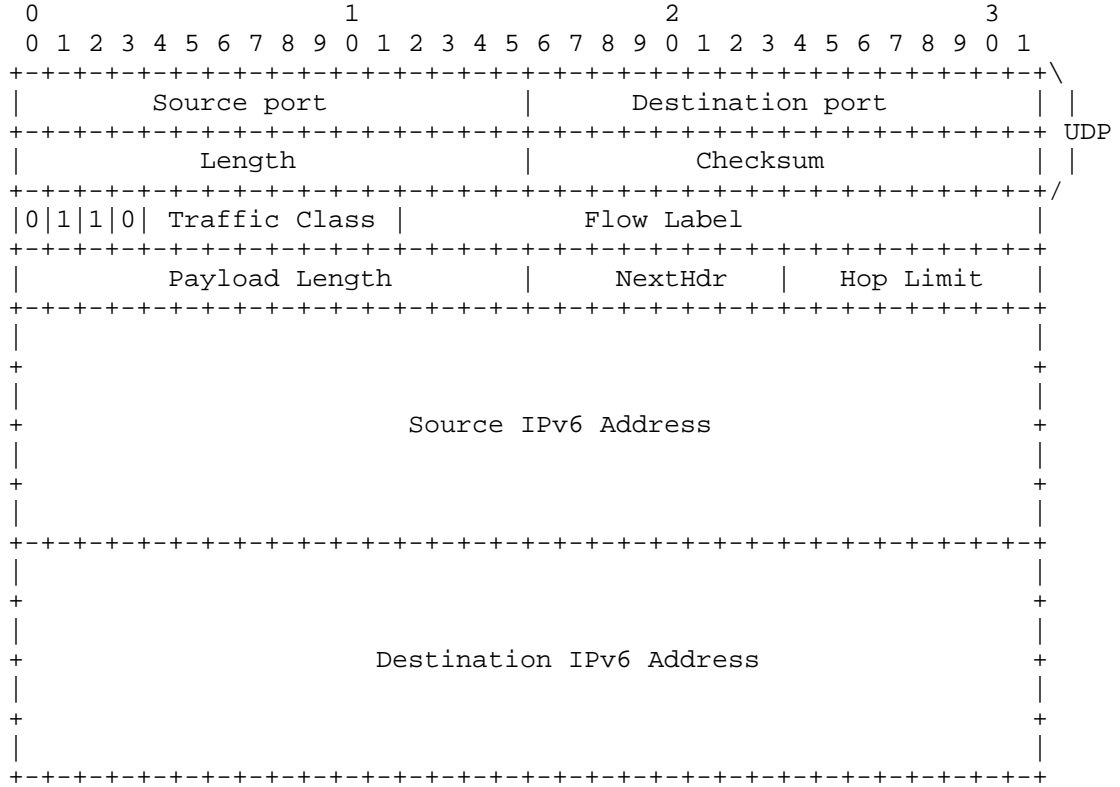 0                   1                   2                   3
 0 1 2 3 4 5 6 7 8 9 0 1 2 3 4 5 6 7 8 9 0 1 2 3 4 5 6 7 8 9 0 1
+-+-+-+-+-+-+-+-+-+-+-+-+-+-+-+-+-+-+-+-+-+-+-+-+-+-+-+-+-+-+-+-+\
|        Source port            |      Destination port         | |
+-+-+-+-+-+-+-+-+-+-+-+-+-+-+-+-+-+-+-+-+-+-+-+-+-+-+-+-+-+-+-+-+ UDP
|           Length              |          Checksum             | |
+-+-+-+-+-+-+-+-+-+-+-+-+-+-+-+-+-+-+-+-+-+-+-+-+-+-+-+-+-+-+-+-+/
|0|1|1|0| Traffic Class |           Flow Label                  |
+-+-+-+-+-+-+-+-+-+-+-+-+-+-+-+-+-+-+-+-+-+-+-+-+-+-+-+-+-+-+-+-+
|         Payload Length        |     NextHdr   |   Hop Limit   |
+-+-+-+-+-+-+-+-+-+-+-+-+-+-+-+-+-+-+-+-+-+-+-+-+-+-+-+-+-+-+-+-+
|                                                               |
+                                                               +
|                                                               |
+                        Source IPv6 Address                    +
|                                                               |
+                                                               +
|                                                               |
+-+-+-+-+-+-+-+-+-+-+-+-+-+-+-+-+-+-+-+-+-+-+-+-+-+-+-+-+-+-+-+-+
|                                                               |
+                                                               +
|                                                               |
+                      Destination IPv6 Address                 +
|                                                               |
+                                                               +
|                                                               |
+-+-+-+-+-+-+-+-+-+-+-+-+-+-+-+-+-+-+-+-+-+-+-+-+-+-+-+-+-+-+-+-+